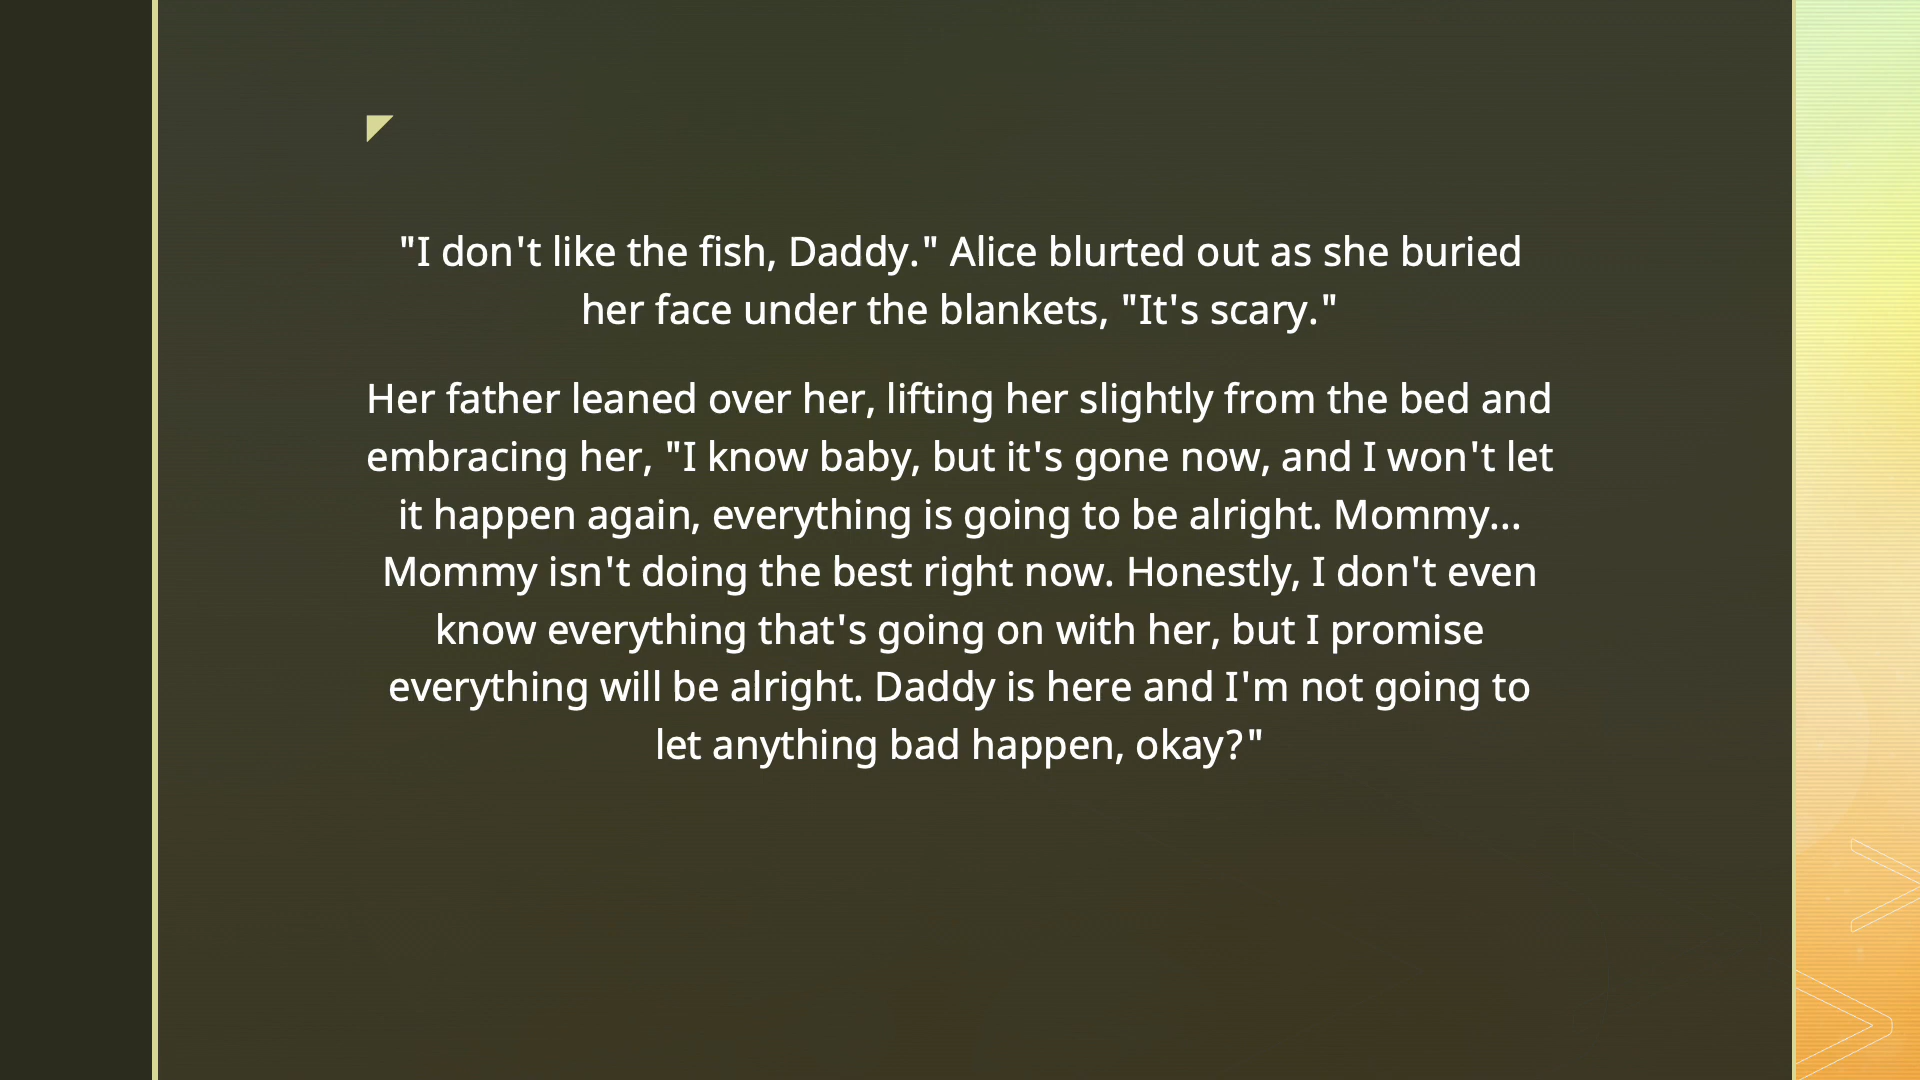 "I don't like the fish, Daddy." Alice blurted out as she buried
her face under the blankets, "It's scary."
Her father leaned over her, lifting her slightly from the bed and
embracing her, "I know baby, but it's gone now, and I won't let
it happen again, everything is going to be alright. Mommy...
Mommy isn't doing the best right now. Honestly, I don't even
know everything that's going on with her, but I promise
everything will be alright. Daddy is here and I'm not going to
let anything bad happen, okay?"